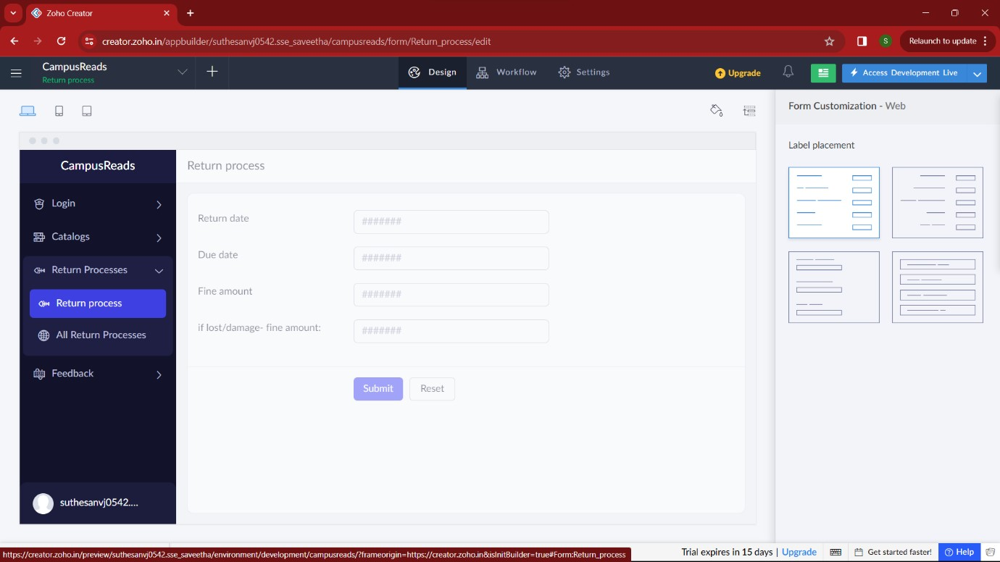 Zoho Creator
creator.zoho.in/appbuilder/suthesanvj0542.sse_saveetha/campusreads/form/Return_process/edit
S
Relaunch to update
CampusReads
Return process
Design
Workflow
Settings
Upgrade
Access Development Live
Form Customization - Web
Label placement
CampusReads
Login
Catalogs
Return Processes
Return process
All Return Processes
Feedback
suthesanvj0542....
Return process
Return date
#######
Due date
#######
Fine amount
#######
if lost/damage- fine amount:
#######
Submit
Reset
https://creator.zoho.in/preview/suthesanvj0542.sse_saveetha/environment/development/campusreads/?frameorigin=https://creator.zoho.in&isInitBuilder=true#Form:Return_process
Trial expires in 15 days | Upgrade
Get started faster!
Help